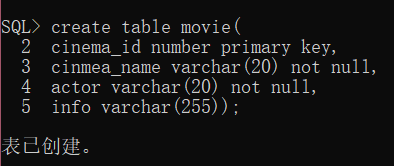 SQL> create table movie(
  2  cinema_id number primary key,
  3  cinmea_name varchar(20) not null,
  4  actor varchar(20) not null,
  5  info varchar(255));
表已创建。